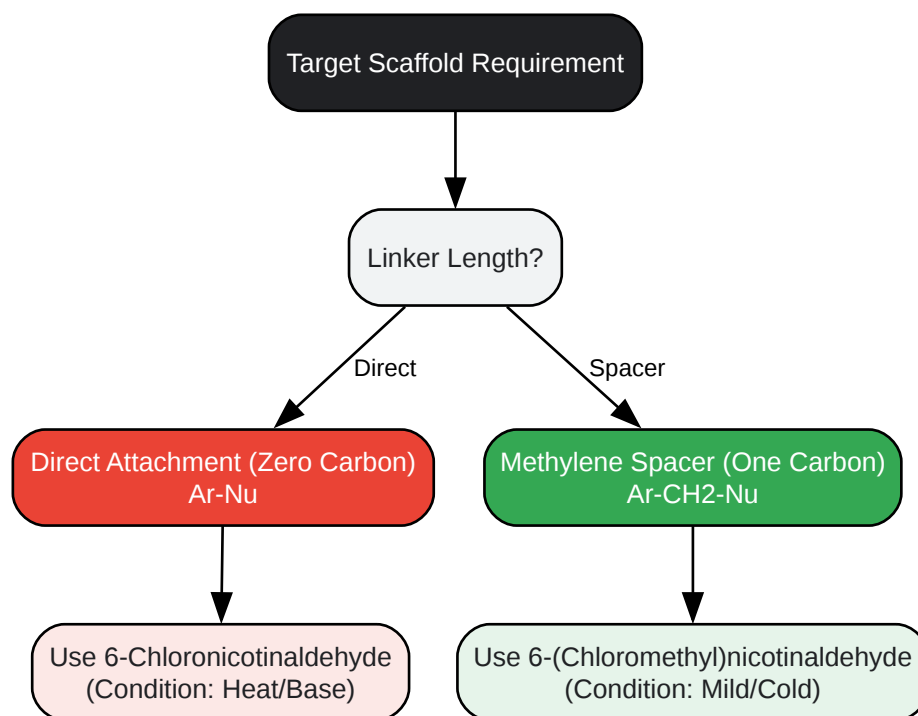 Target Scaffold Requirement
Linker Length?
Direct
Spacer
Direct Attachment (Zero Carbon)
Ar-Nu
Methylene Spacer (One Carbon)
Ar-CH2-Nu
Use 6-Chloronicotinaldehyde
(Condition: Heat/Base)
Use 6-(Chloromethyl)nicotinaldehyde
(Condition: Mild/Cold)